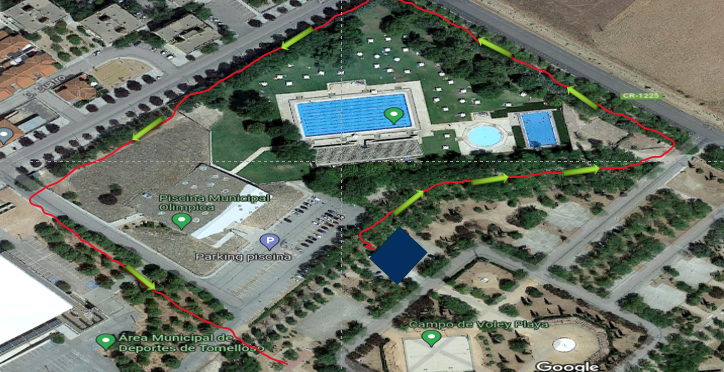 CR-1225
Piscina Municipal
Olímpica
Parking piscina
P
Área Municipal de
Deportes de Tomelloso
Campo de Voley Playa
Google